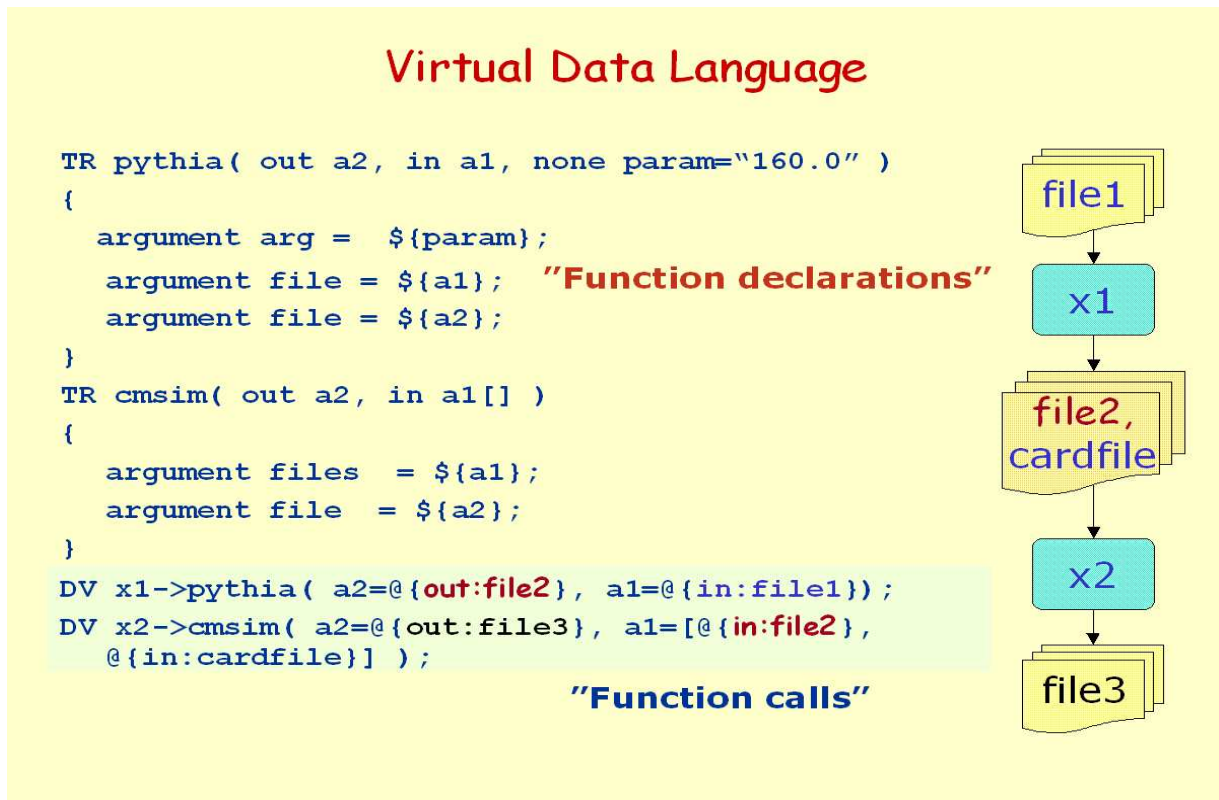 Virtual Data Language
TR pythia( out a2, in a1, none param=“160.0” )
{
argument arg =  ${param};
argument file = ${a1};
”Function declarations”
argument file = ${a2};
}
TR cmsim( out a2, in a1[] )
{
argument files  = ${a1};
argument file  = ${a2};
}
DV x1->pythia( a2=@{out:file2}, a1=@{in:file1});
DV x2->cmsim( a2=@{out:file3}, a1=[@{in:file2},
@{in:cardfile}] );
”Function calls”
file1
x1
file2,
cardfile
x2
file3